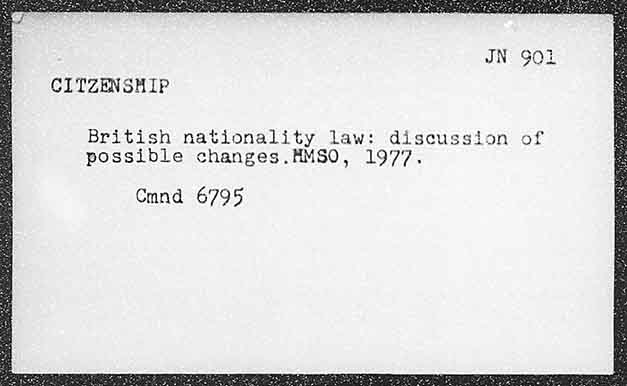 JN 901
CITZENSHIP
British nationality law: discussion of
possible changes.HMSO, 1977.
Cmnd 6795